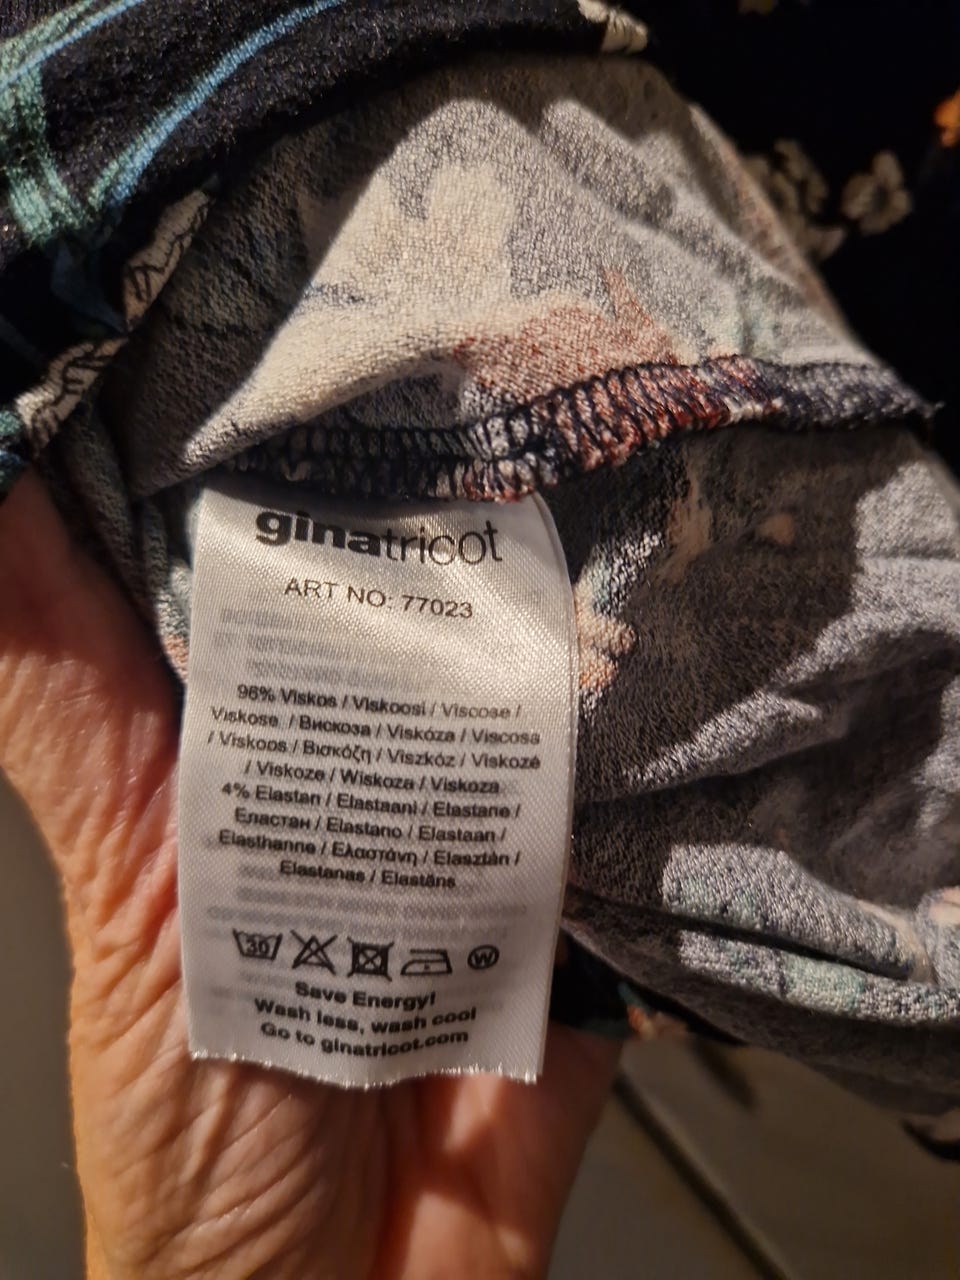 ginatricot
ART NO: 77023
96% Viskos / Viskoosi / Viscose /
Viskose / Вискоза / Viskóza / Viscosa
/ Viskoos / Βισκόζη / Viszkóz / Viskozė
/ Viskoze / Wiskoza / Viskoza
4% Elastan / Elastaani / Elastane /
Еластан / Elastano / Elastaan /
Elasthanne / Ελαστάνη / Elasztán /
Elastanas / Elastāns
30
W
Save Energy!
Wash less, wash cool
Go to ginatricot.com